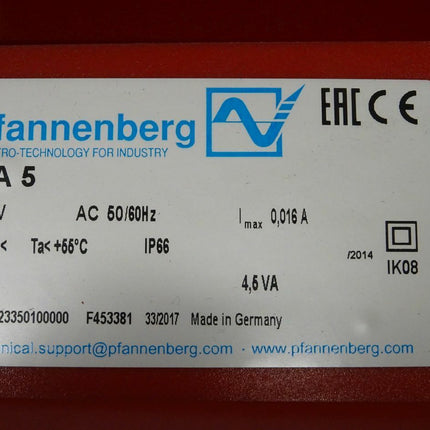 fannenberg
TRO-TECHNOLOGY FOR INDUSTRY
EAC CE
A 5
V AC 50/60Hz I max 0,016 A
< Ta< +55°C IP66 /2014
IK08
4,5 VA
23350100000 F453381 33/2017 Made in Germany
nical.support@pfannenberg.com - www.pfannenberg.com